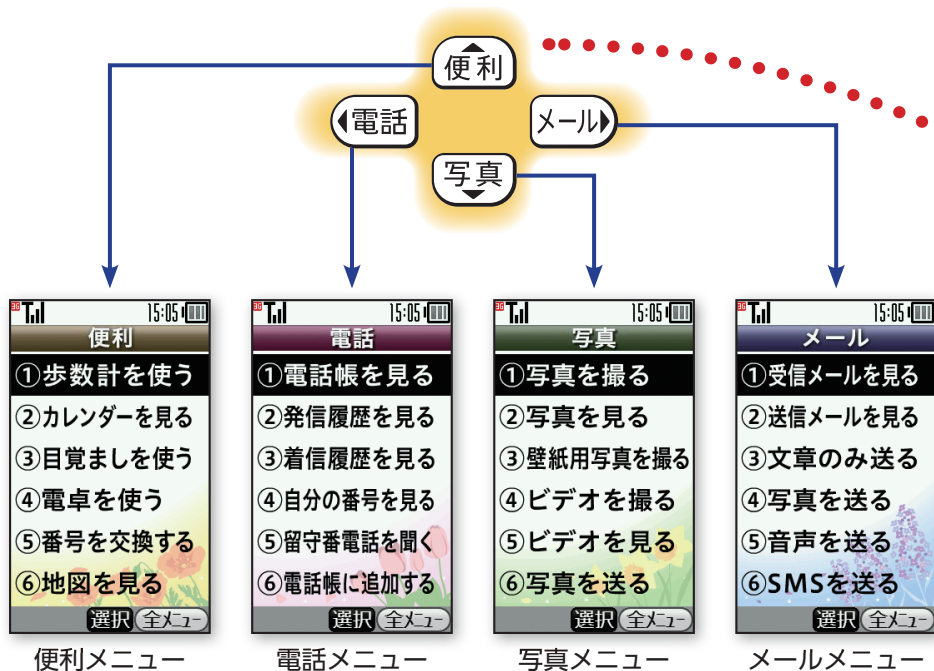 便利
電話
メール
写真
3G 15:05
便利
①歩数計を使う
②カレンダーを見る
③目覚ましを使う
④電卓を使う
⑤番号を交換する
⑥地図を見る
選択 全メニュー
便利メニュー
3G 15:05
電話
①電話帳を見る
②発信履歴を見る
③着信履歴を見る
④自分の番号を見る
⑤留守番電話を聞く
⑥電話帳に追加する
選択 全メニュー
電話メニュー
3G 15:05
写真
①写真を撮る
②写真を見る
③壁紙用写真を撮る
④ビデオを撮る
⑤ビデオを見る
⑥写真を送る
選択 全メニュー
写真メニュー
3G 15:05
メール
①受信メールを見る
②送信メールを見る
③文章のみ送る
④写真を送る
⑤音声を送る
⑥SMSを送る
選択 全メニュー
メールメニュー